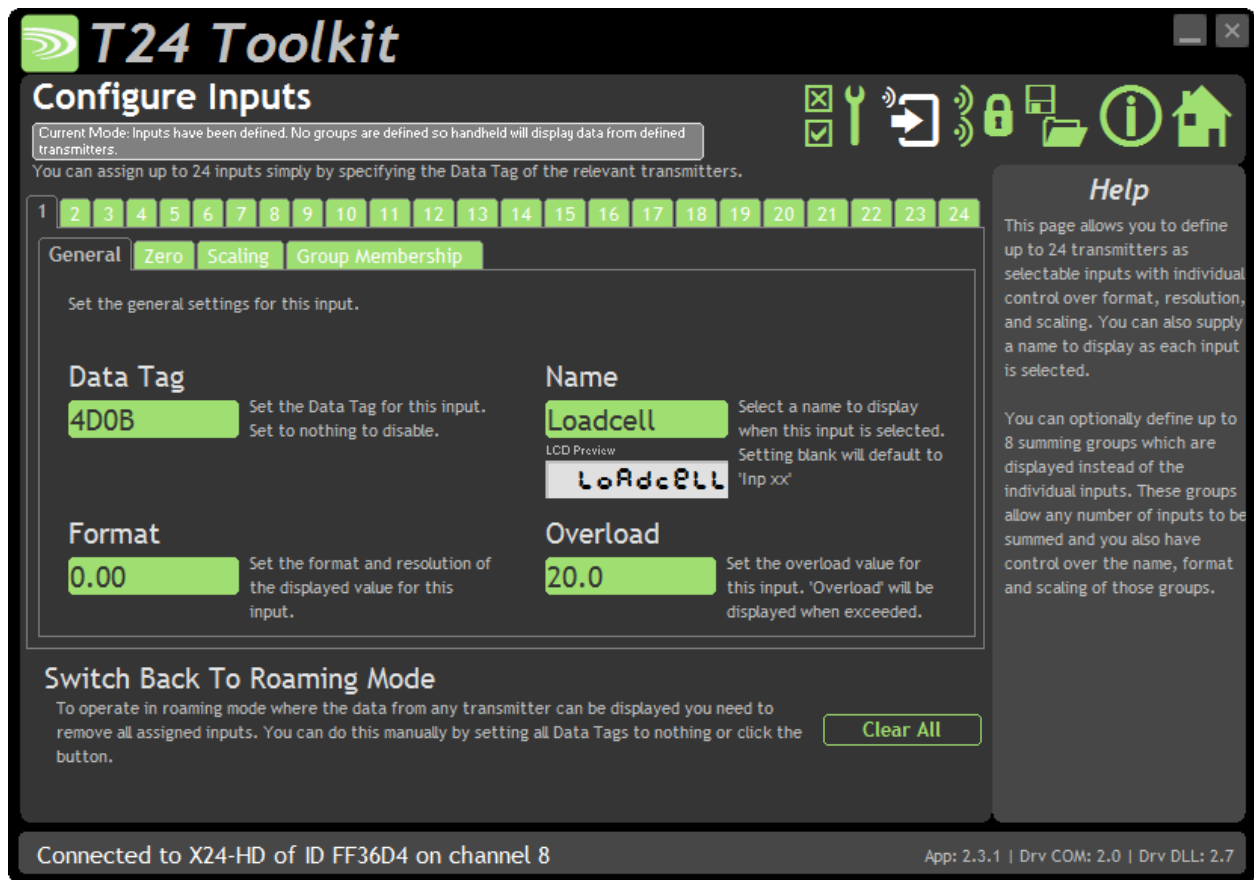 T24 Toolkit
Configure Inputs
Current Mode: Inputs have been defined. No groups are defined so handheld will display data from defined
transmitters.
You can assign up to 24 inputs simply by specifying the Data Tag of the relevant transmitters.
1 2 3 4 5 6 7 8 9 10 11 12 13 14 15 16 17 18 19 20 21 22 23 24
General Zero Scaling Group Membership
Set the general settings for this input.
Data Tag
4D0B
Set the Data Tag for this input.
Set to nothing to disable.
Name
Loadcell
Select a name to display
when this input is selected.
Setting blank will default to
'Inp xx'
LCD Preview
LoAdcELL
Format
0.00
Set the format and resolution of
the displayed value for this
input.
Overload
20.0
Set the overload value for
this input. 'Overload' will be
displayed when exceeded.
Switch Back To Roaming Mode
To operate in roaming mode where the data from any transmitter can be displayed you need to
remove all assigned inputs. You can do this manually by setting all Data Tags to nothing or click the
button.
Clear All
Help
This page allows you to define
up to 24 transmitters as
selectable inputs with individual
control over format, resolution,
and scaling. You can also supply
a name to display as each input
is selected.
You can optionally define up to
8 summing groups which are
displayed instead of the
individual inputs. These groups
allow any number of inputs to be
summed and you also have
control over the name, format
and scaling of those groups.
Connected to X24-HD of ID FF36D4 on channel 8
App: 2.3.1 | Drv COM: 2.0 | Drv DLL: 2.7